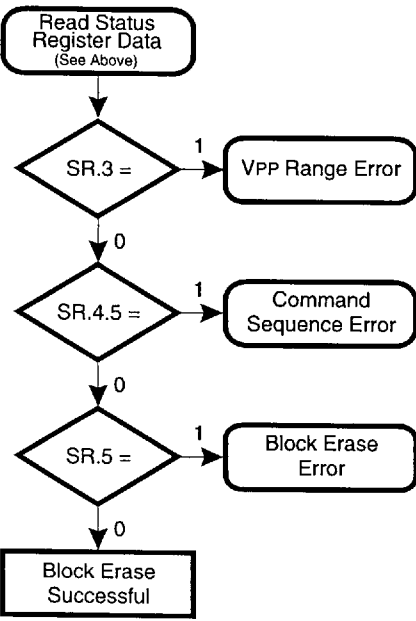 Read Status
Register Data
(See Above)
SR.3 =
1
VPP Range Error
0
SR.4.5 =
1
Command
Sequence Error
0
SR.5 =
1
Block Erase
Error
0
Block Erase
Successful